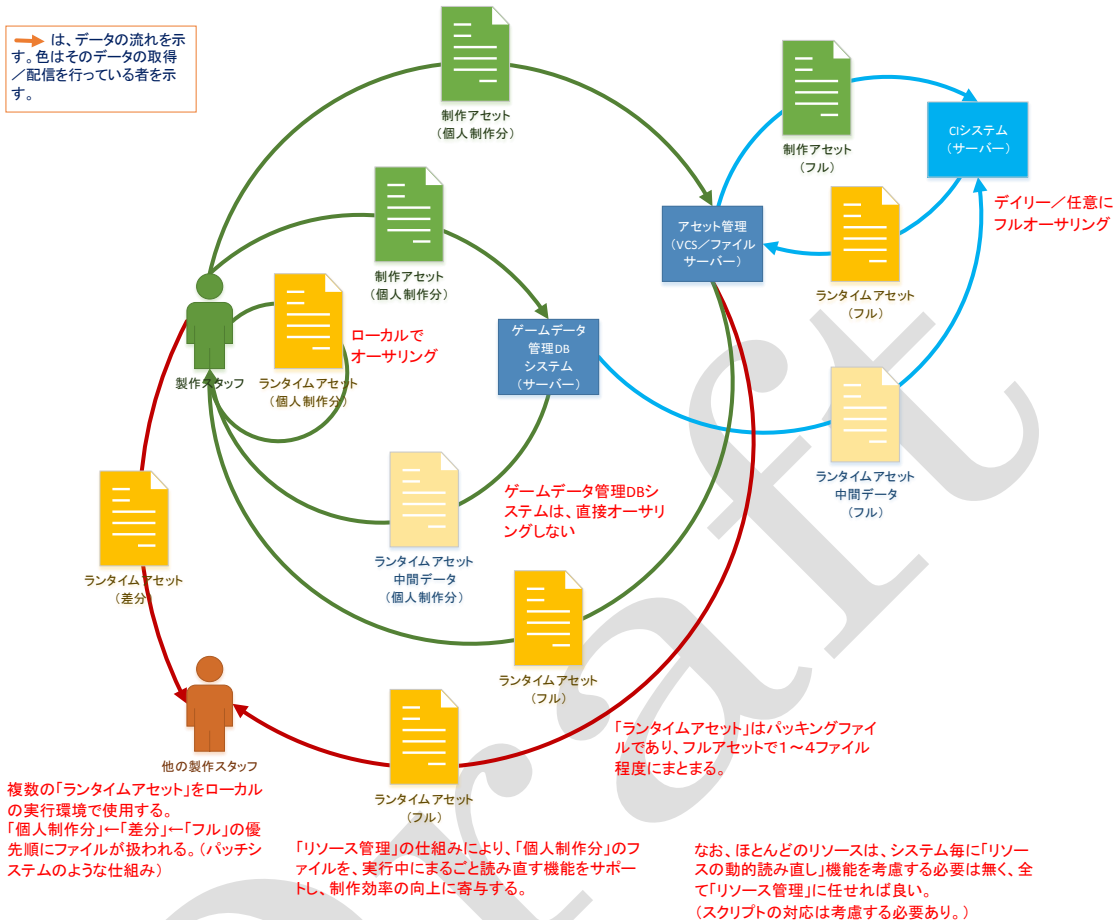 は、データの流れを示
す。色はそのデータの取得
／配信を行っている者を示
す。
制作アセット
（個人制作分）
制作アセット
（フル）
CIシステム
（サーバー）
デイリー／任意に
フルオーサリング
アセット管理
（VCS／ファイル
サーバー）
制作アセット
（個人制作分）
ランタイムアセット
（フル）
ローカルで
オーサリング
ゲームデータ
管理DB
システム
（サーバー）
製作スタッフ
ランタイムアセット
（個人制作分）
ランタイムアセット
中間データ
（フル）
ゲームデータ管理DBシ
ステムは、直接オーサリ
ングしない
ランタイムアセット
中間データ
（個人制作分）
ランタイムアセット
（差分）
ランタイムアセット
（フル）
「ランタイムアセット」はパッキングファ
イルであり、フルアセットで１～４ファイル
程度にまとまる。
他の製作スタッフ
複数の「ランタイムアセット」をローカル
の実行環境で使用する。
「個人制作分」←「差分」←「フル」の優
先順にファイルが扱われる。（パッチシ
ステムのような仕組み）
ランタイムアセット
（フル）
「リソース管理」の仕組みにより、「個人制作分」のフ
ァイルを、実行中にまるごと読み直す機能をサポー
トし、制作効率の向上に寄与する。
なお、ほとんどのリソースは、システム毎に「リソー
スの動的読み直し」機能を考慮する必要は無く、全
て「リソース管理」に任せれば良い。
（スクリプトの対応は考慮する必要あり。）
Draft